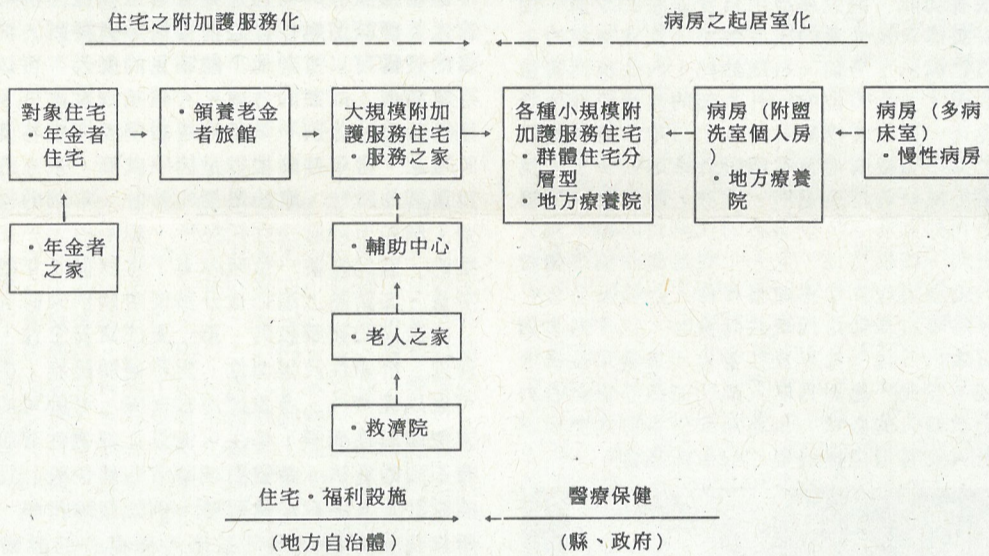 住宅之附加護服務化
病房之起居室化
對象住宅
・年金者
住宅
・領養老金
者旅館
大規模附加
護服務住宅
・服務之家
各種小規模附
加護服務住宅
・群體住宅分
層型
・地方療養院
病房（附盥
洗室個人房
）
・地方療養
院
病房（多病
床室）
・慢性病房
・年金者
之家
・輔助中心
・老人之家
・救濟院
住宅・福利設施
(地方自治體)
醫療保健
(縣、政府)